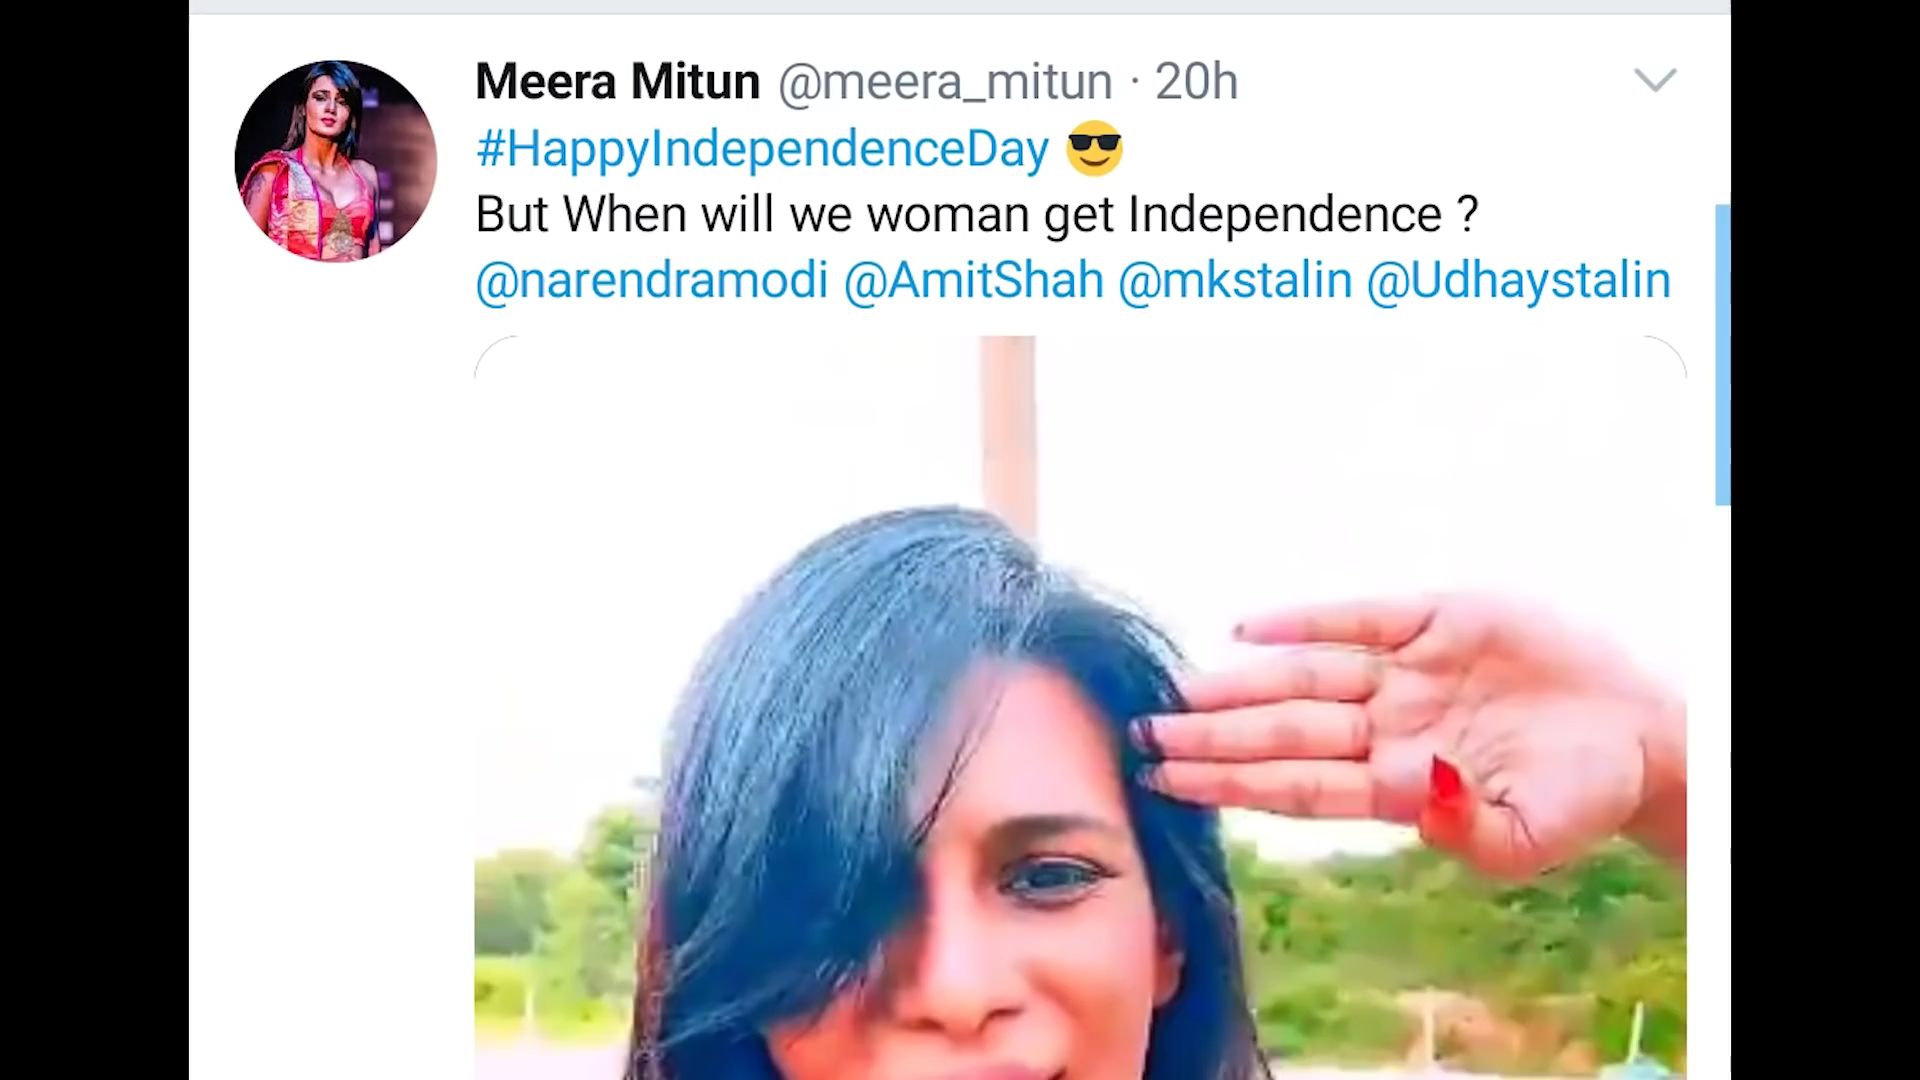 Meera Mitun @meera_mitun · 20h
#HappyIndependenceDay 😎
But When will we woman get Independence ?
@narendramodi @AmitShah @mkstalin @Udhaystalin